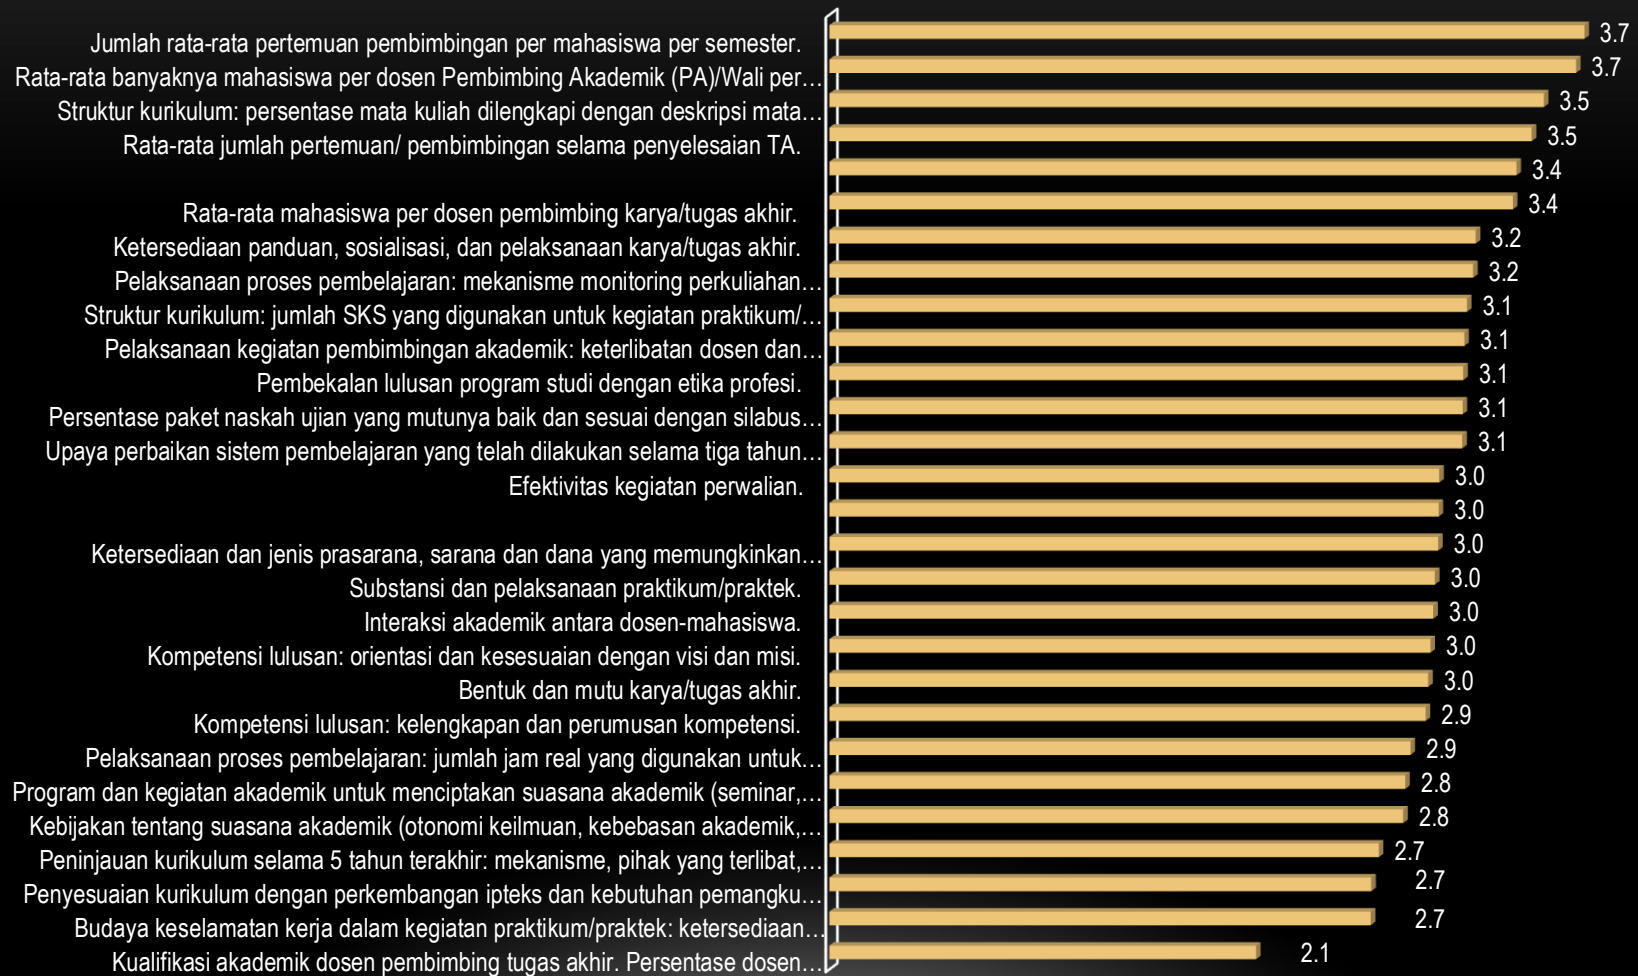 Jumlah rata-rata pertemuan pembimbingan per mahasiswa per semester. 3.7
Rata-rata banyaknya mahasiswa per dosen Pembimbing Akademik (PA)/Wali per… 3.7
Struktur kurikulum: persentase mata kuliah dilengkapi dengan deskripsi mata… 3.5
Rata-rata jumlah pertemuan/ pembimbingan selama penyelesaian TA. 3.5
3.4
Rata-rata mahasiswa per dosen pembimbing karya/tugas akhir. 3.4
Ketersediaan panduan, sosialisasi, dan pelaksanaan karya/tugas akhir. 3.2
Pelaksanaan proses pembelajaran: mekanisme monitoring perkuliahan… 3.2
Struktur kurikulum: jumlah SKS yang digunakan untuk kegiatan praktikum/… 3.1
Pelaksanaan kegiatan pembimbingan akademik: keterlibatan dosen dan… 3.1
Pembekalan lulusan program studi dengan etika profesi. 3.1
Persentase paket naskah ujian yang mutunya baik dan sesuai dengan silabus… 3.1
Upaya perbaikan sistem pembelajaran yang telah dilakukan selama tiga tahun… 3.1
Efektivitas kegiatan perwalian. 3.0
3.0
Ketersediaan dan jenis prasarana, sarana dan dana yang memungkinkan… 3.0
Substansi dan pelaksanaan praktikum/praktek. 3.0
Interaksi akademik antara dosen-mahasiswa. 3.0
Kompetensi lulusan: orientasi dan kesesuaian dengan visi dan misi. 3.0
Bentuk dan mutu karya/tugas akhir. 3.0
Kompetensi lulusan: kelengkapan dan perumusan kompetensi. 2.9
Pelaksanaan proses pembelajaran: jumlah jam real yang digunakan untuk… 2.9
Program dan kegiatan akademik untuk menciptakan suasana akademik (seminar,… 2.8
Kebijakan tentang suasana akademik (otonomi keilmuan, kebebasan akademik,… 2.8
Peninjauan kurikulum selama 5 tahun terakhir: mekanisme, pihak yang terlibat,… 2.7
Penyesuaian kurikulum dengan perkembangan ipteks dan kebutuhan pemangku… 2.7
Budaya keselamatan kerja dalam kegiatan praktikum/praktek: ketersediaan… 2.7
Kualifikasi akademik dosen pembimbing tugas akhir. Persentase dosen… 2.1